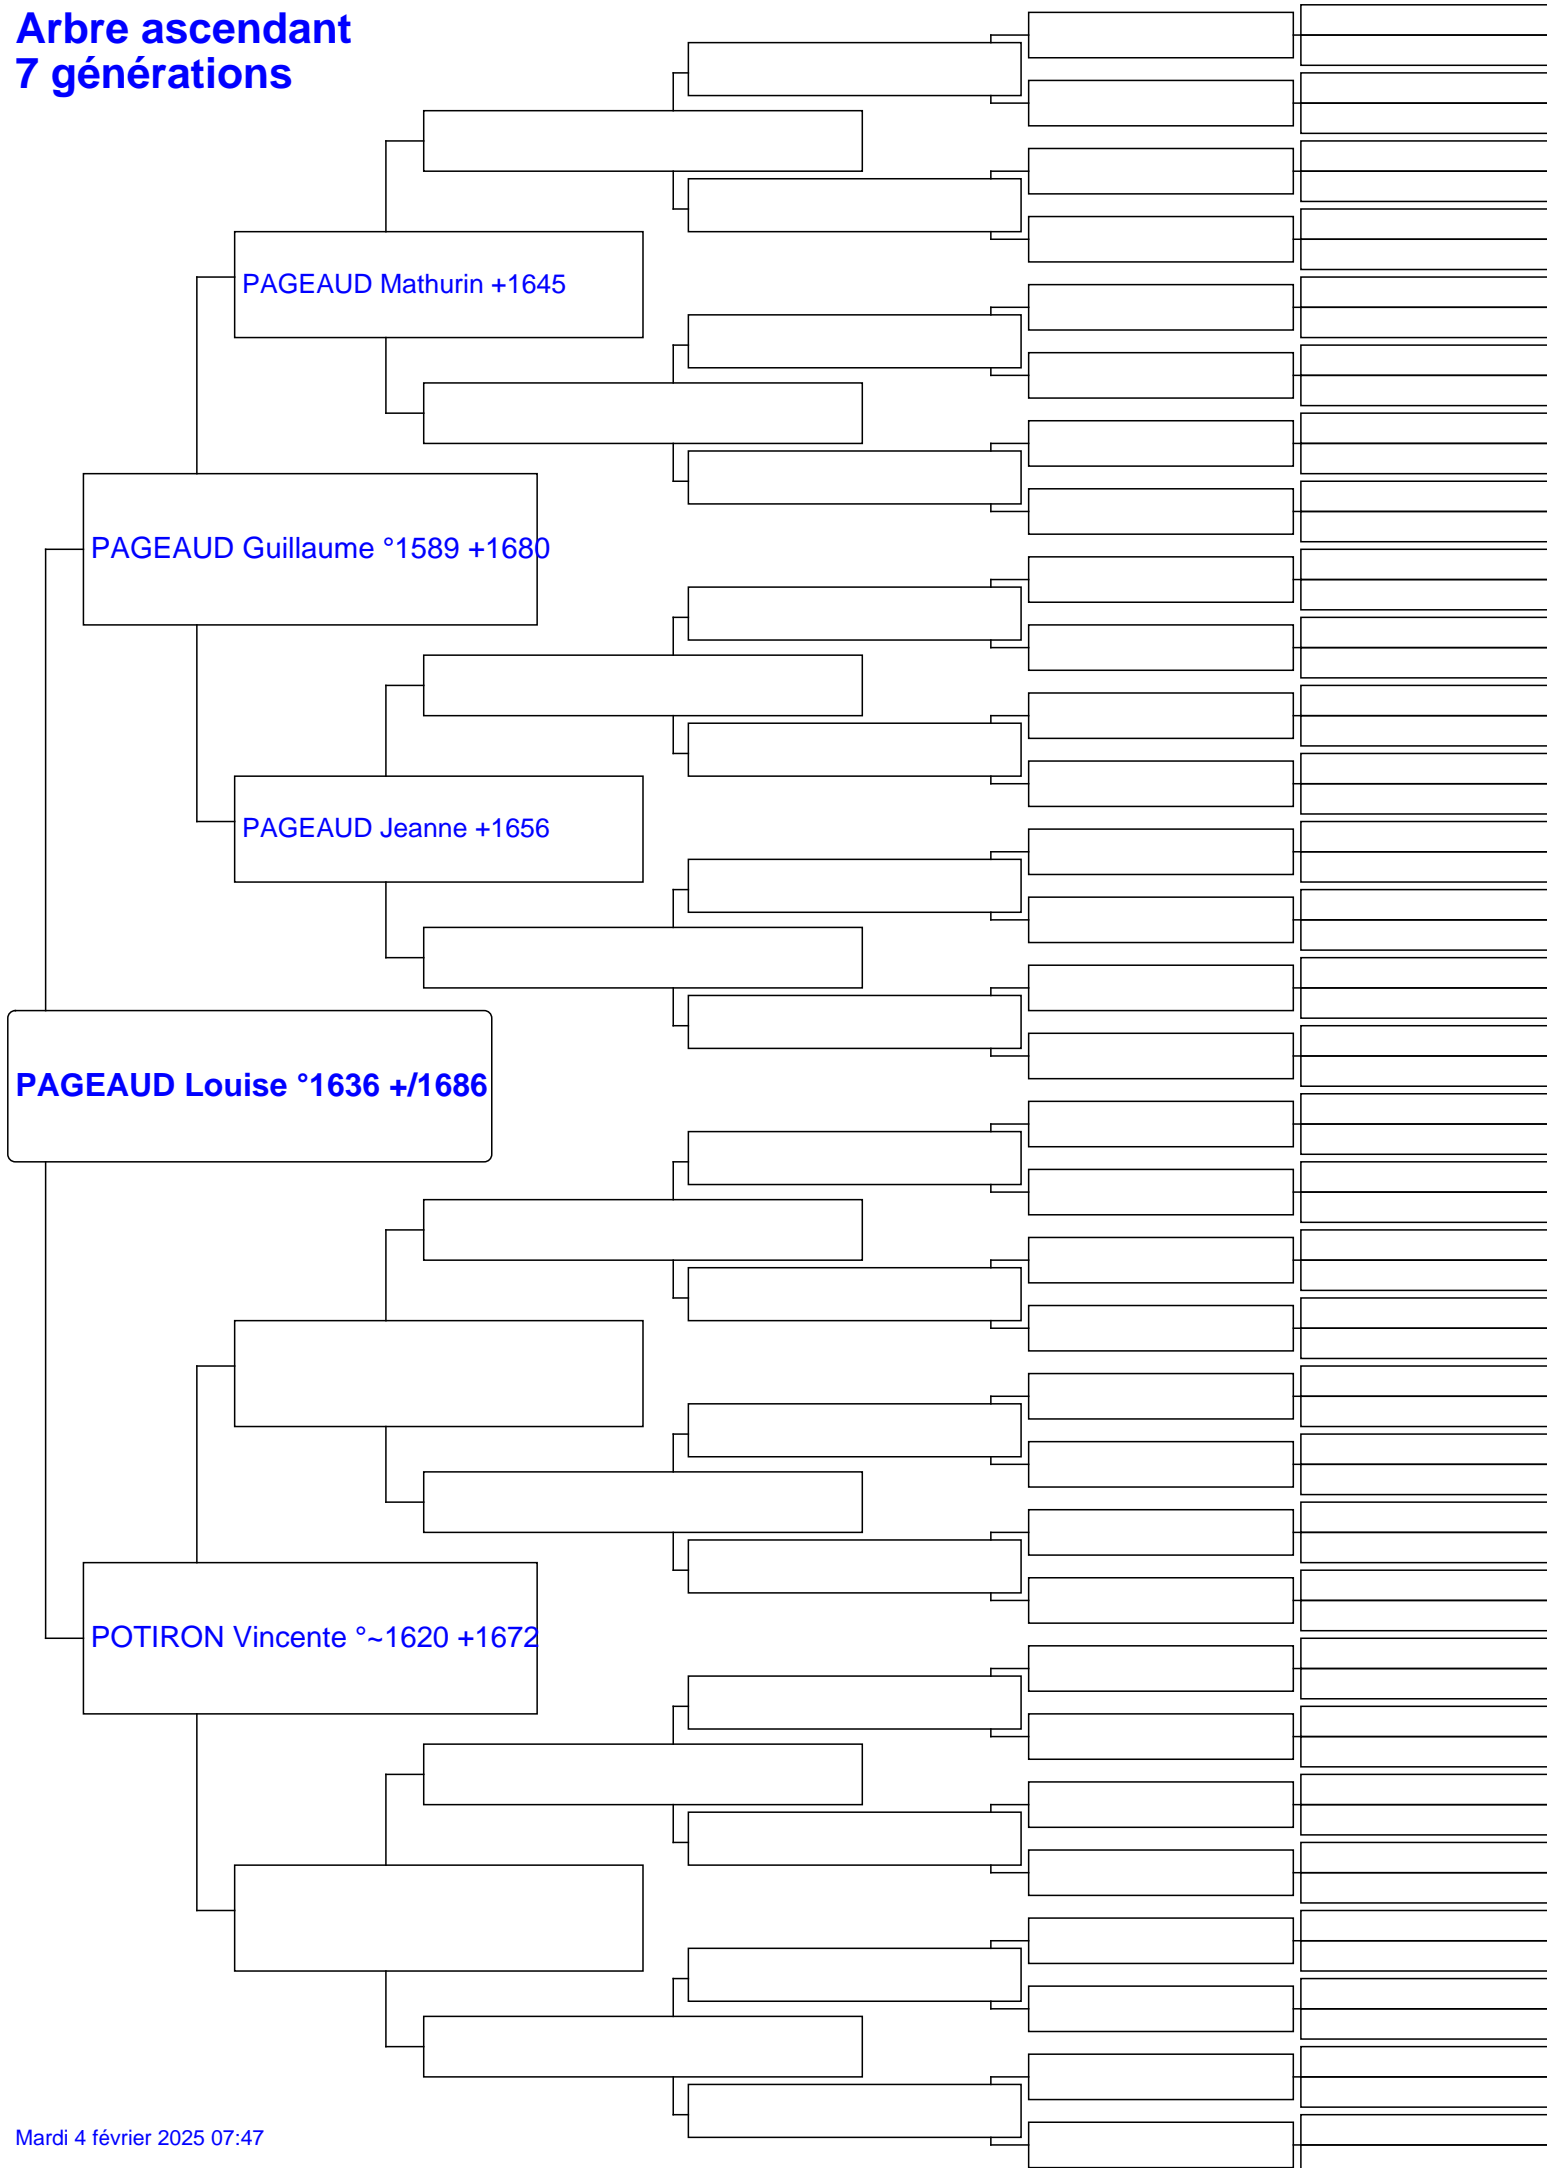 Arbre ascendant
7 générations
PAGEAUD Mathurin +1645
PAGEAUD Guillaume °1589 +1680
PAGEAUD Jeanne +1656
PAGEAUD Louise °1636 +/1686
POTIRON Vincente °~1620 +1672
Mardi 4 février 2025 07:47